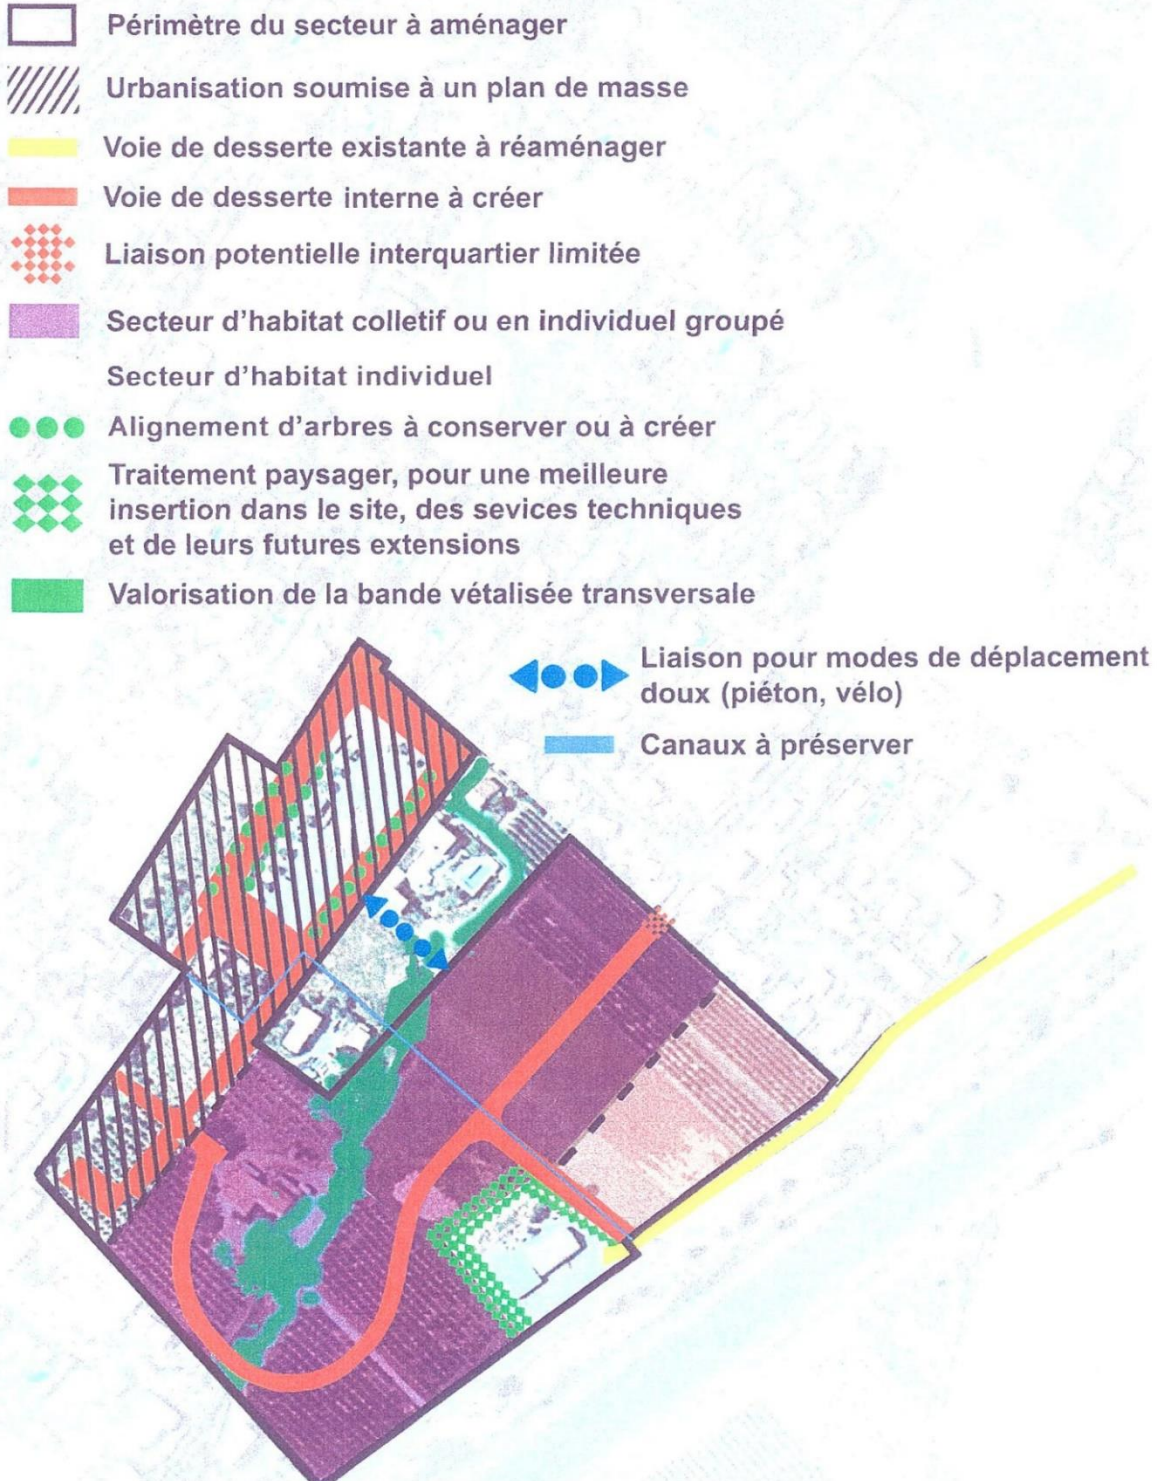 Périmètre du secteur à aménager
Urbanisation soumise à un plan de masse
Voie de desserte existante à réaménager
Voie de desserte interne à créer
Liaison potentielle interquartier limitée
Secteur d'habitat colletif ou en individuel groupé
Secteur d'habitat individuel
Alignement d'arbres à conserver ou à créer
Traitement paysager, pour une meilleure
insertion dans le site, des sevices techniques
et de leurs futures extensions
Valorisation de la bande vétalisée transversale
Liaison pour modes de déplacement
doux (piéton, vélo)
Canaux à préserver